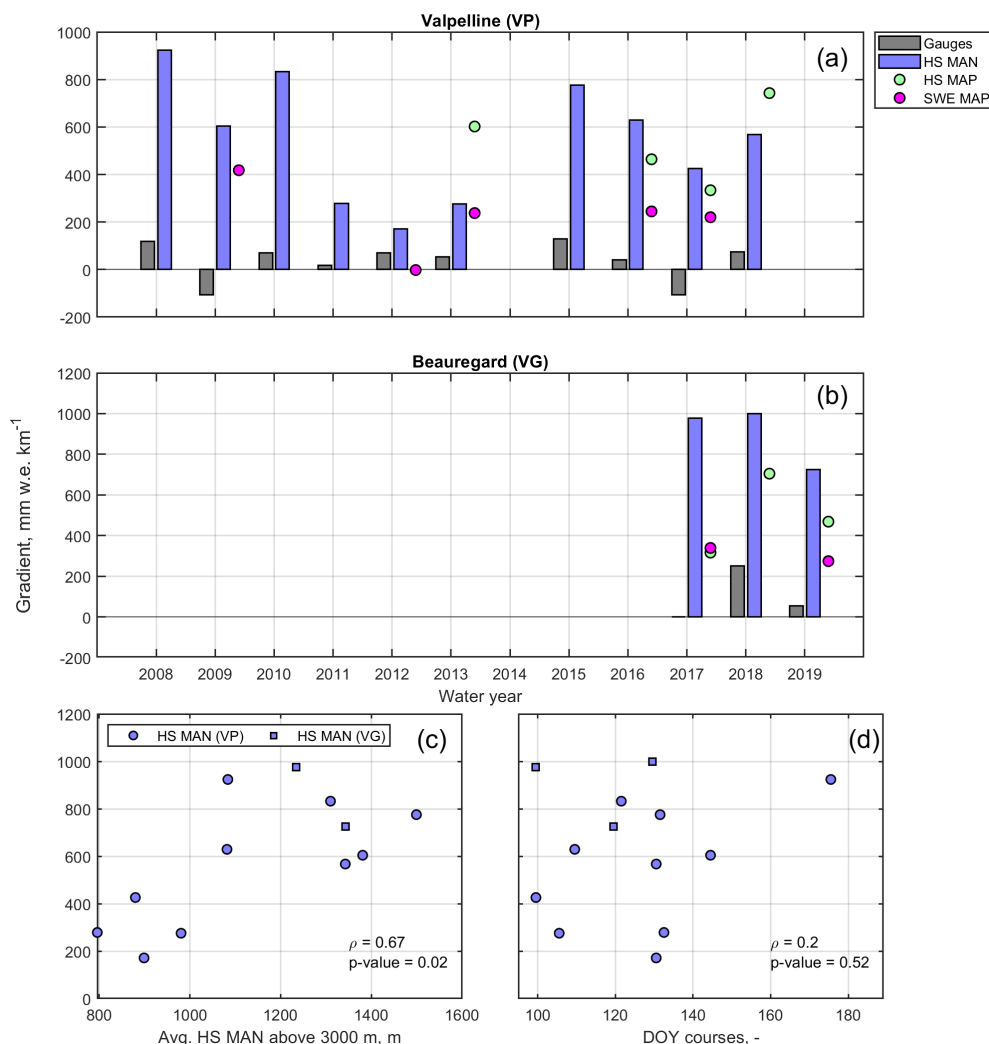 Valpelline (VP)
(a)
Gauges
HS MAN
HS MAP
SWE MAP
1000
800
600
400
200
0
-200
Beauregard (VG)
(b)
1200
1000
800
600
400
200
0
-200
Gradient, mm w.e. km-1
2008 2009 2010 2011 2012 2013 2014 2015 2016 2017 2018 2019
Water year
HS MAN (VP) HS MAN (VG)
(c)
1200
1000
800
600
400
200
0
ρ = 0.67
p-value = 0.02
800 1000 1200 1400 1600
Avg. HS MAN above 3000 m, m
(d)
ρ = 0.2
p-value = 0.52
100 120 140 160 180
DOY courses, -